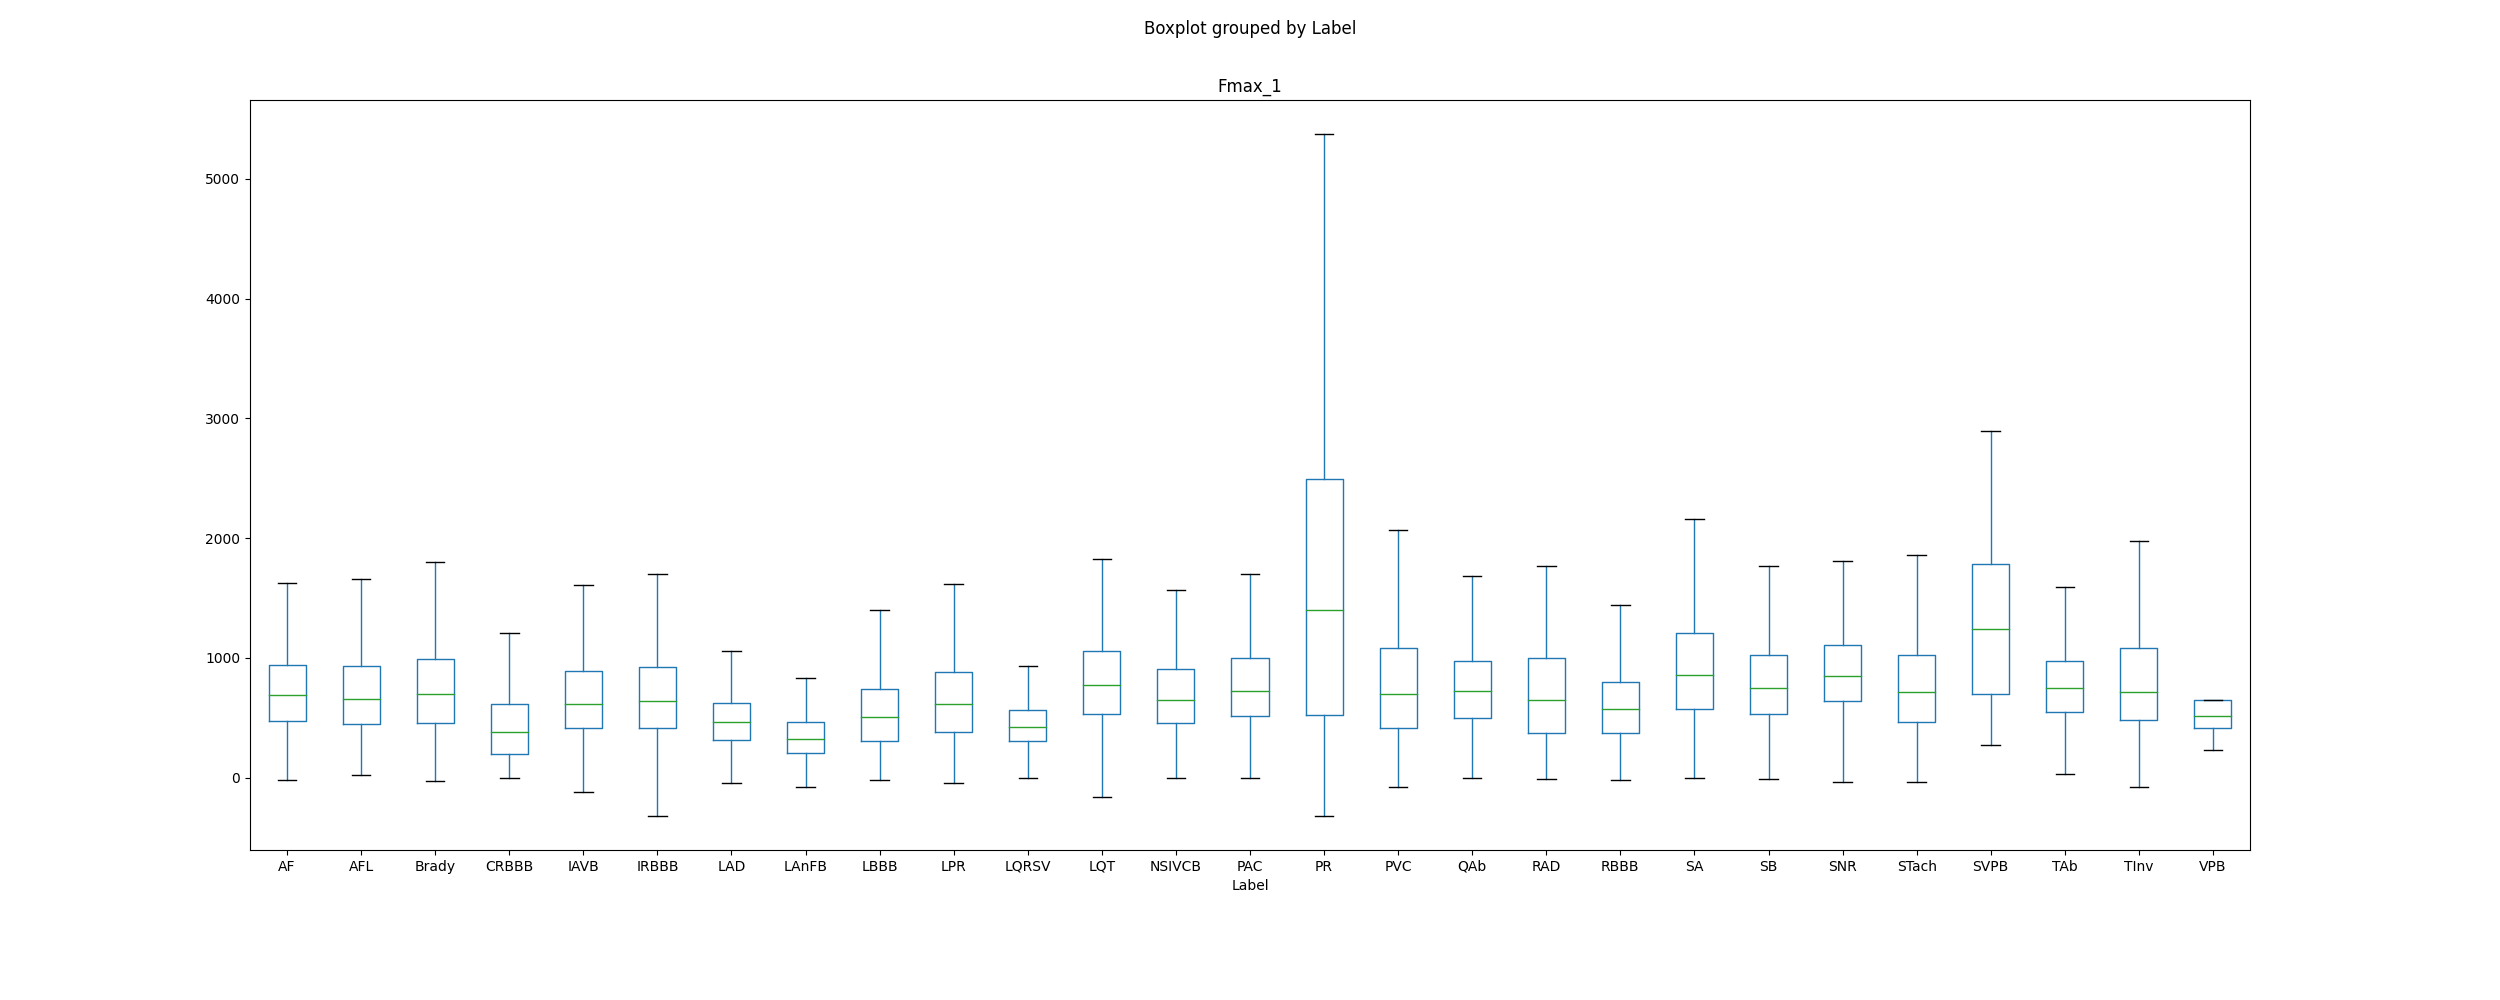 Boxplot grouped by Label
Fmax_1
5000
4000
3000
2000
1000
0
AF AFL Brady CRBBB IAVB IRBBB LAD LAnFB LBBB LPR LQRSV LQT NSIVCB PAC PR PVC QAb RAD RBBB SA SB SNR STach SVPB TAb TInv VPB
Label